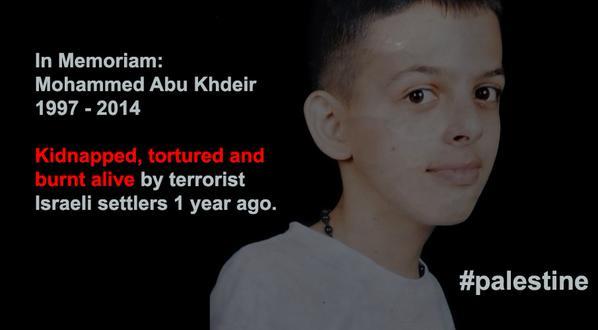 In Memoriam:
Mohammed Abu Khdeir
1997 - 2014
Kidnapped, tortured and
burnt alive by terrorist
Israeli settlers 1 year ago.
#palestine